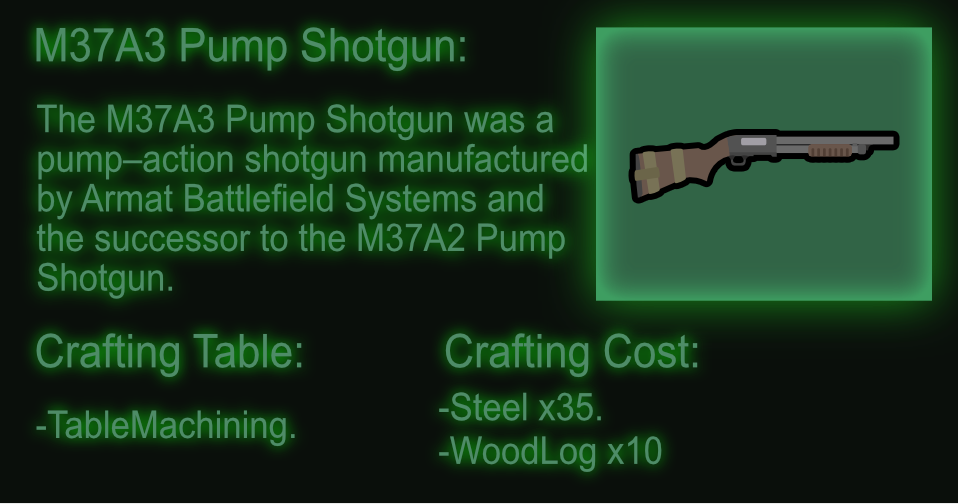 M37A3 Pump Shotgun:
The M37A3 Pump Shotgun was a
pump–action shotgun manufactured
by Armat Battlefield Systems and
the successor to the M37A2 Pump
Shotgun.
Crafting Table:
-TableMachining.
Crafting Cost:
-Steel x35.
-WoodLog x10